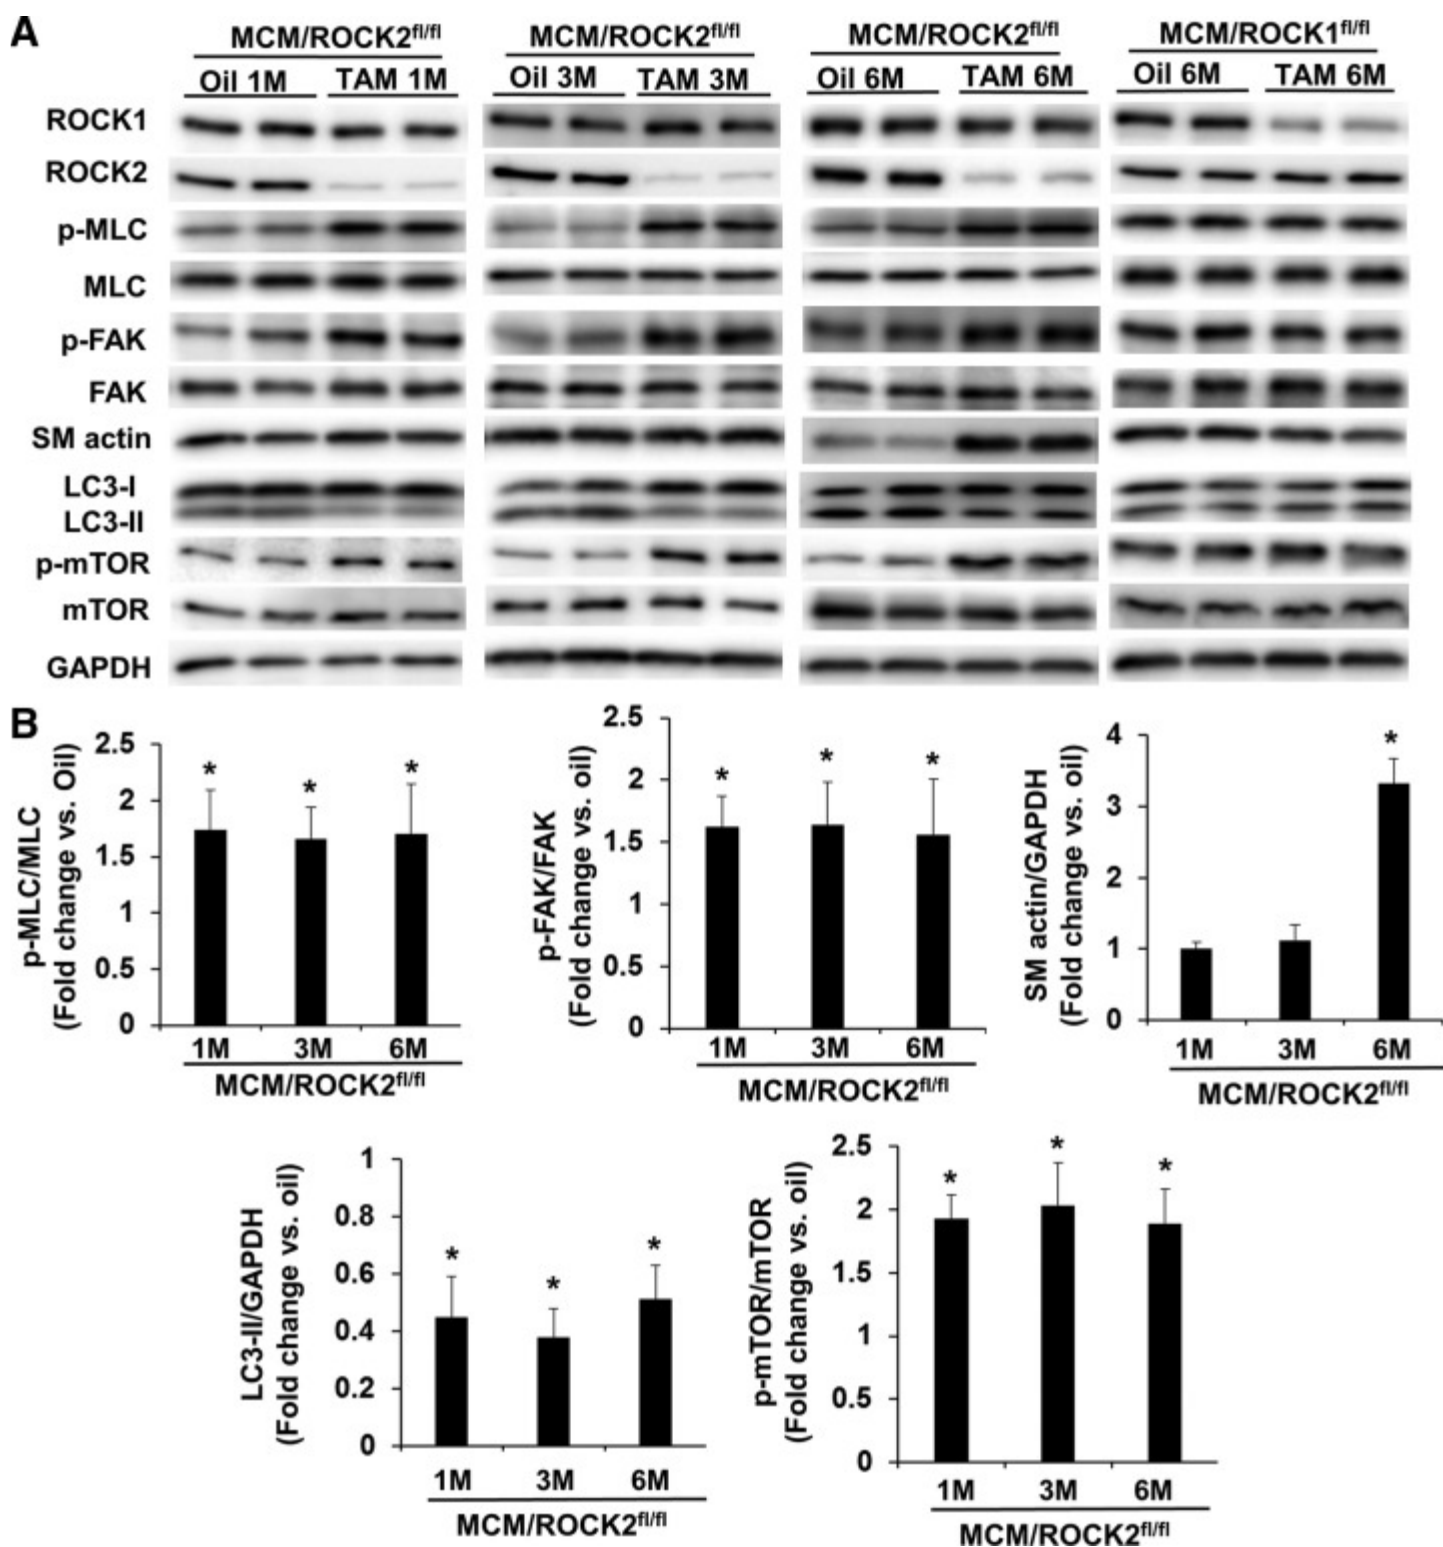 A
MCM/ROCK2fl/fl MCM/ROCK2fl/fl MCM/ROCK2fl/fl MCM/ROCK1fl/fl
Oil 1M TAM 1M Oil 3M TAM 3M Oil 6M TAM 6M Oil 6M TAM 6M
ROCK1
ROCK2
p-MLC
MLC
p-FAK
FAK
SM actin
LC3-I
LC3-II
p-mTOR
mTOR
GAPDH
B
p-MLC/MLC
(Fold change vs. Oil)
2.5
2
1.5
1
0.5
0
* * *
1M 3M 6M
MCM/ROCK2fl/fl
p-FAK/FAK
(Fold change vs. oil)
2.5
2
1.5
1
0.5
0
* * *
1M 3M 6M
MCM/ROCK2fl/fl
SM actin/GAPDH
(Fold change vs. oil)
4
3
2
1
0
*
1M 3M 6M
MCM/ROCK2fl/fl
LC3-II/GAPDH
(Fold change vs. oil)
1
0.8
0.6
0.4
0.2
0
* * *
1M 3M 6M
MCM/ROCK2fl/fl
p-mTOR/mTOR
(Fold change vs. oil)
2.5
2
1.5
1
0.5
0
* * *
1M 3M 6M
MCM/ROCK2fl/fl